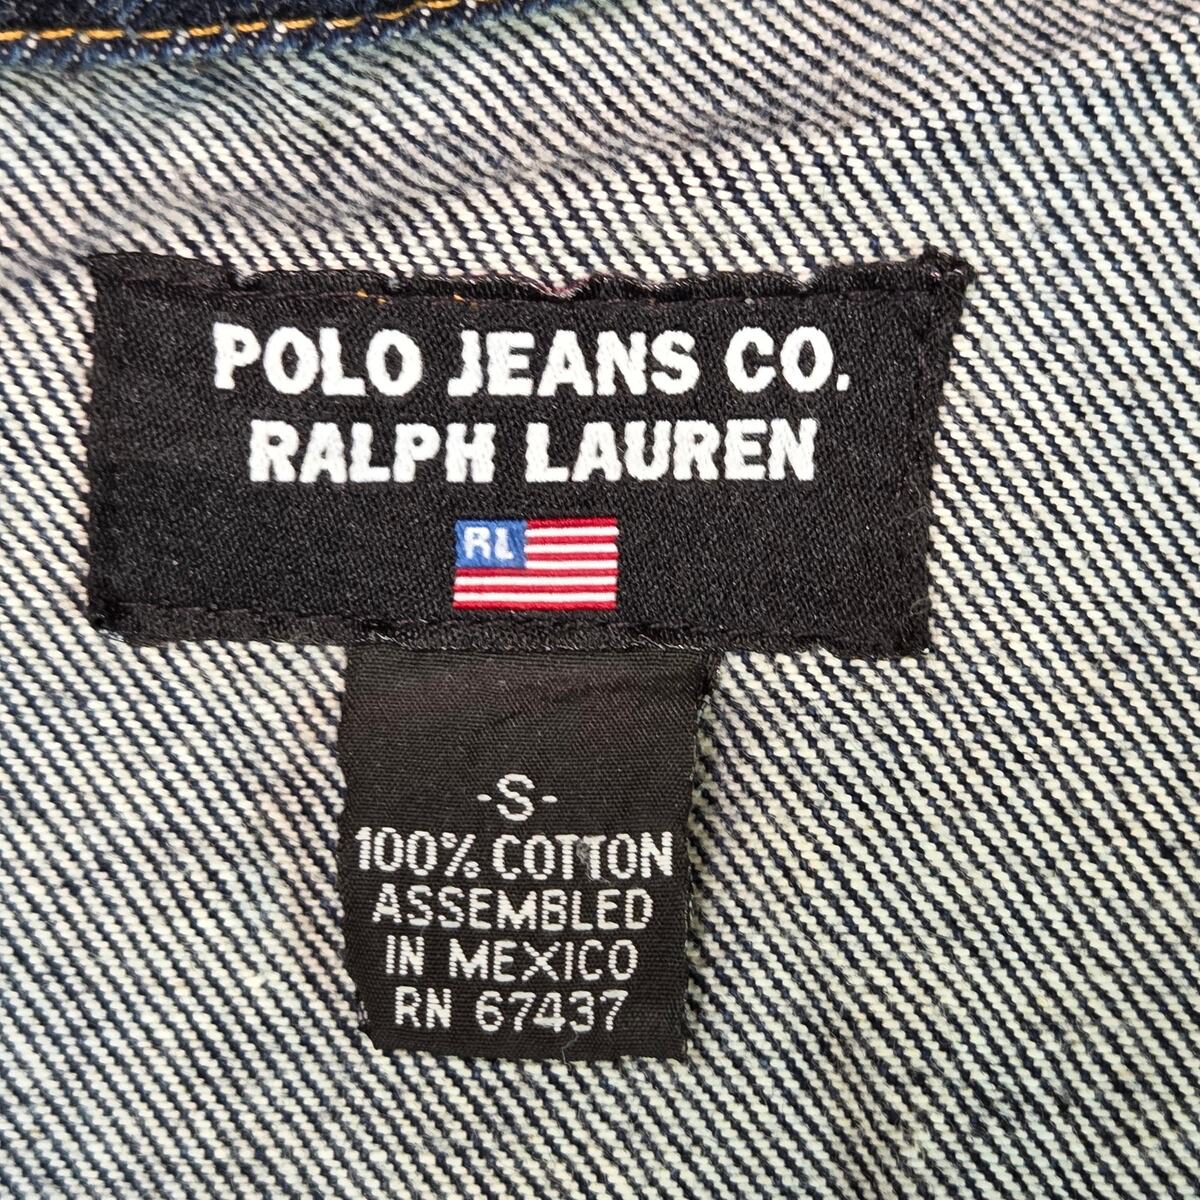 POLO JEANS CO.
RALPH LAUREN
RL
-S-
100% COTTON
ASSEMBLED
IN MEXICO
RN 67437